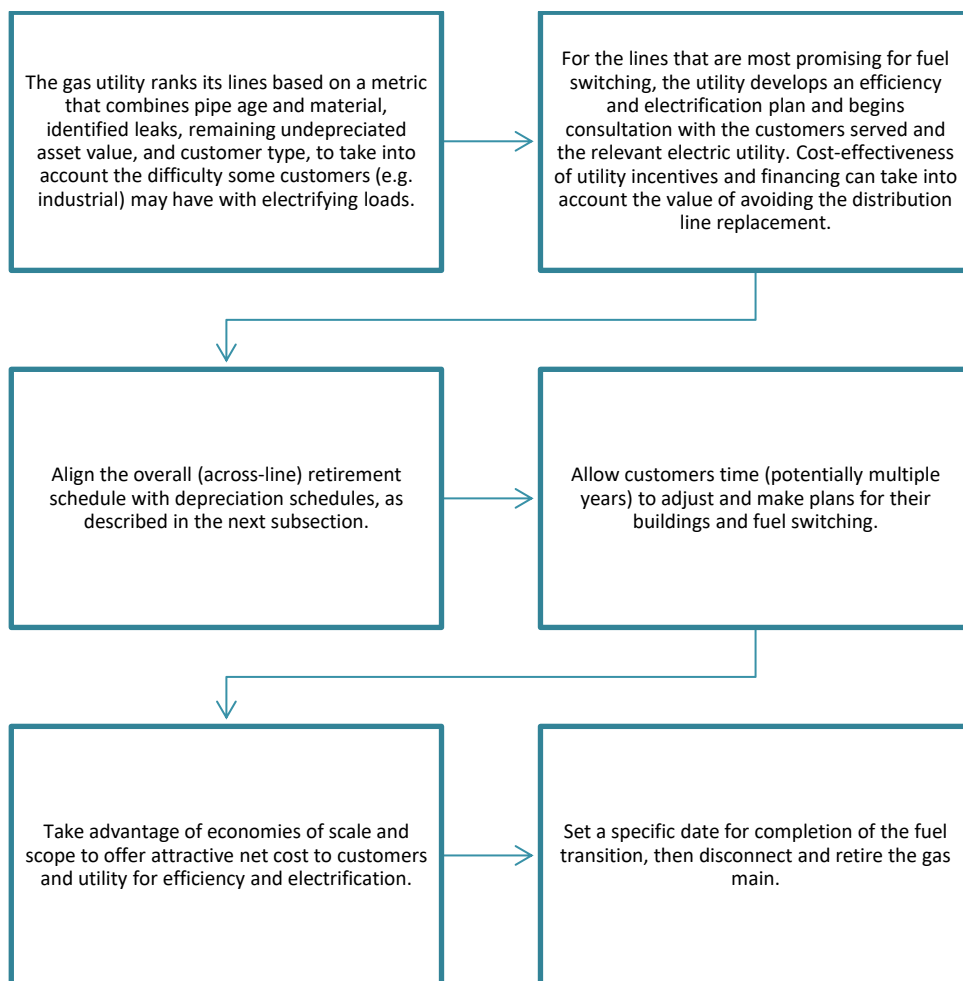 The gas utility ranks its lines based on a metric
that combines pipe age and material,
identified leaks, remaining undepreciated
asset value, and customer type, to take into
account the difficulty some customers (e.g.
industrial) may have with electrifying loads.
For the lines that are most promising for fuel
switching, the utility develops an efficiency
and electrification plan and begins
consultation with the customers served and
the relevant electric utility. Cost-effectiveness
of utility incentives and financing can take into
account the value of avoiding the distribution
line replacement.
Align the overall (across-line) retirement
schedule with depreciation schedules, as
described in the next subsection.
Allow customers time (potentially multiple
years) to adjust and make plans for their
buildings and fuel switching.
Take advantage of economies of scale and
scope to offer attractive net cost to customers
and utility for efficiency and electrification.
Set a specific date for completion of the fuel
transition, then disconnect and retire the gas
main.